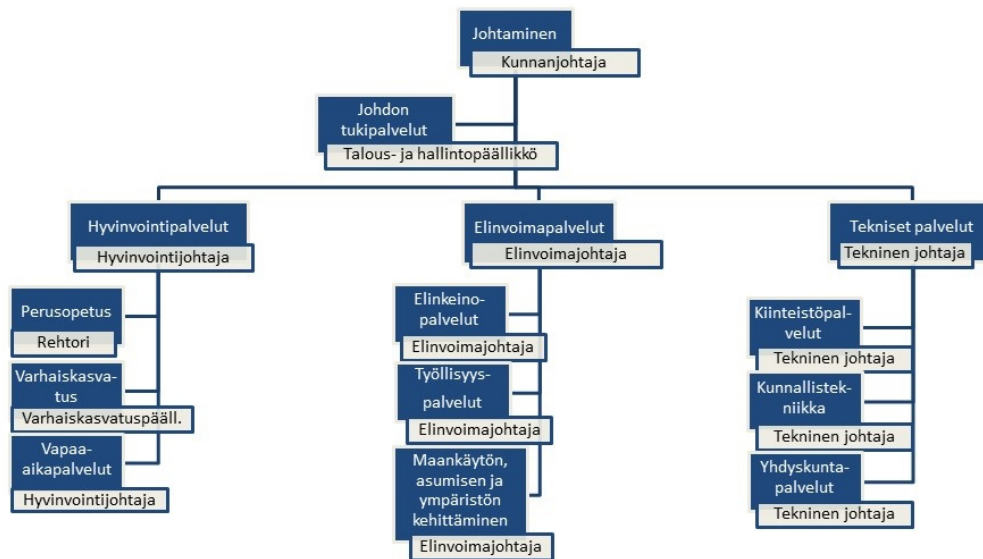 Johtaminen
Kunnanjohtaja
Johdon
tukipalvelut
Talous- ja hallintopäällikkö
Hyvinvointipalvelut
Hyvinvointijohtaja
Perusopetus
Rehtori
Varhaiskasva-
tus
Varhaiskasvatuspääll.
Vapaa-
aikapalvelut
Hyvinvointijohtaja
Elinvoimapalvelut
Elinvoimajohtaja
Elinkeino-
palvelut
Elinvoimajohtaja
Työllisyys-
palvelut
Elinvoimajohtaja
Maankäytön,
asumisen ja
ympäristön
kehittäminen
Elinvoimajohtaja
Tekniset palvelut
Tekninen johtaja
Kiinteistöpal-
velut
Tekninen johtaja
Kunnallistek-
niikka
Tekninen johtaja
Yhdyskunta-
palvelut
Tekninen johtaja